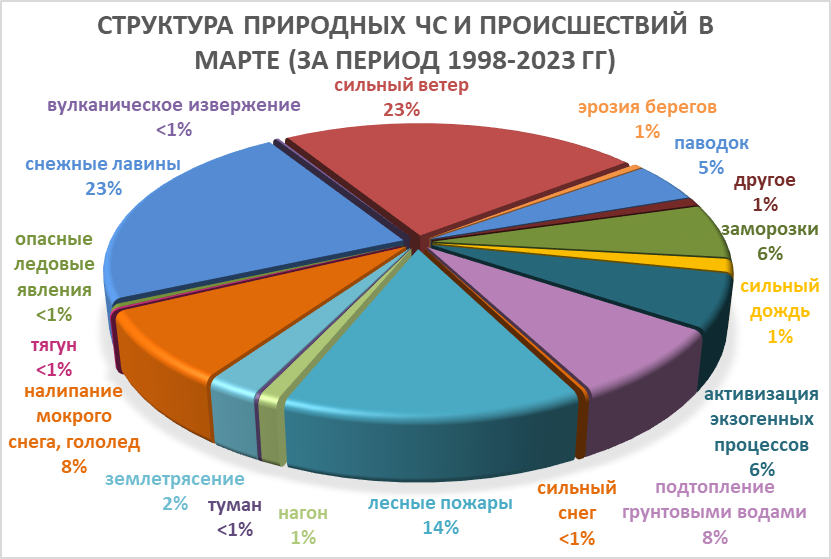 СТРУКТУРА ПРИРОДНЫХ ЧС И ПРОИСШЕСТВИЙ В
МАРТЕ (ЗА ПЕРИОД 1998-2023 ГГ)
сильный ветер
23%
эрозия берегов
1%
паводок
5%
другое
1%
заморозки
6%
сильный
дождь
1%
активизация
экзогенных
процессов
6%
подтопление
грунтовыми водами
8%
сильный
снег
<1%
лесные пожары
14%
нагон
1%
туман
<1%
землетрясение
2%
налипание
мокрого
снега, гололед
8%
тягун
<1%
опасные
ледовые
явления
<1%
снежные лавины
23%
вулканическое извержение
<1%